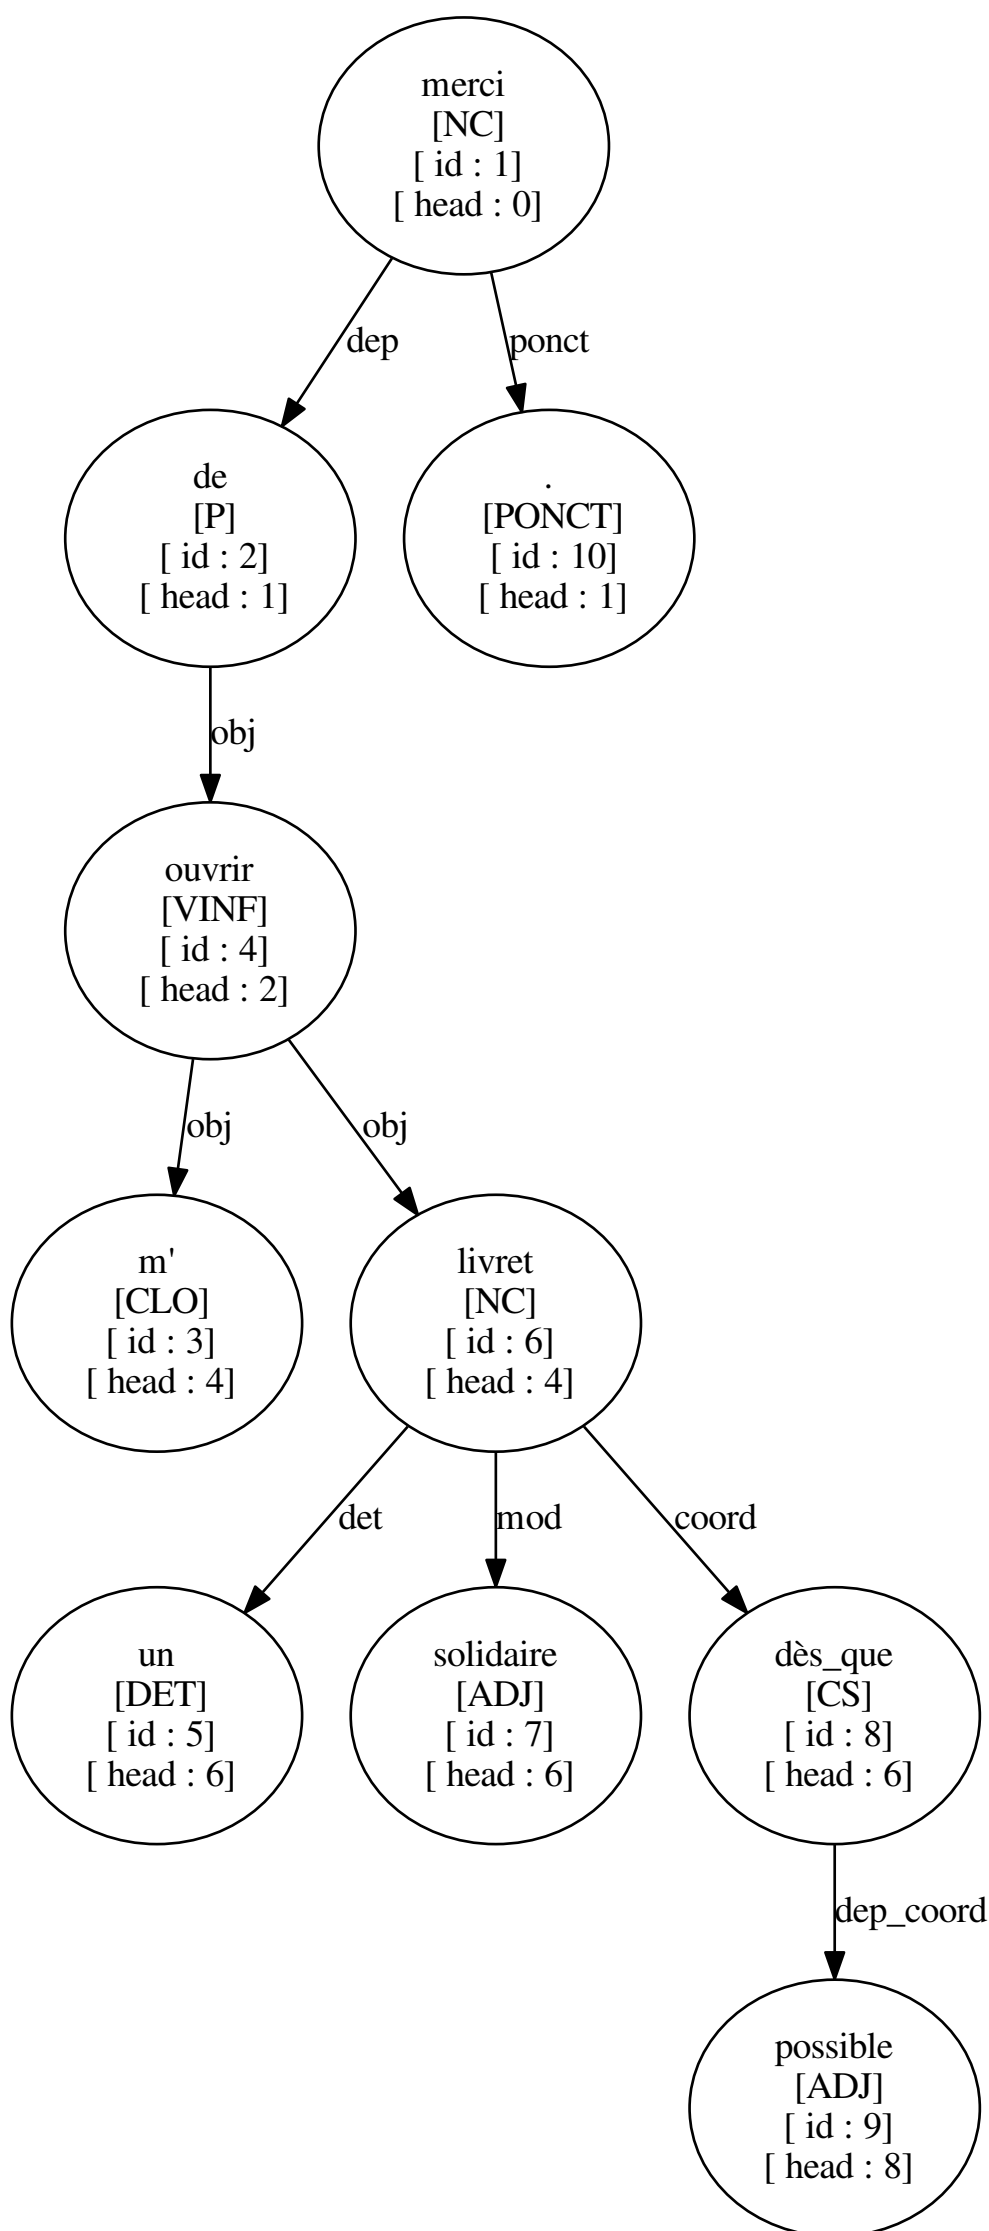 merci
[NC]
[ id : 1]
[ head : 0]
dep
ponct
de
[P]
[ id : 2]
[ head : 1]
.
[PONCT]
[ id : 10]
[ head : 1]
obj
ouvrir
[VINF]
[ id : 4]
[ head : 2]
obj
obj
m'
[CLO]
[ id : 3]
[ head : 4]
livret
[NC]
[ id : 6]
[ head : 4]
det
mod
coord
un
[DET]
[ id : 5]
[ head : 6]
solidaire
[ADJ]
[ id : 7]
[ head : 6]
dès_que
[CS]
[ id : 8]
[ head : 6]
dep_coord
possible
[ADJ]
[ id : 9]
[ head : 8]